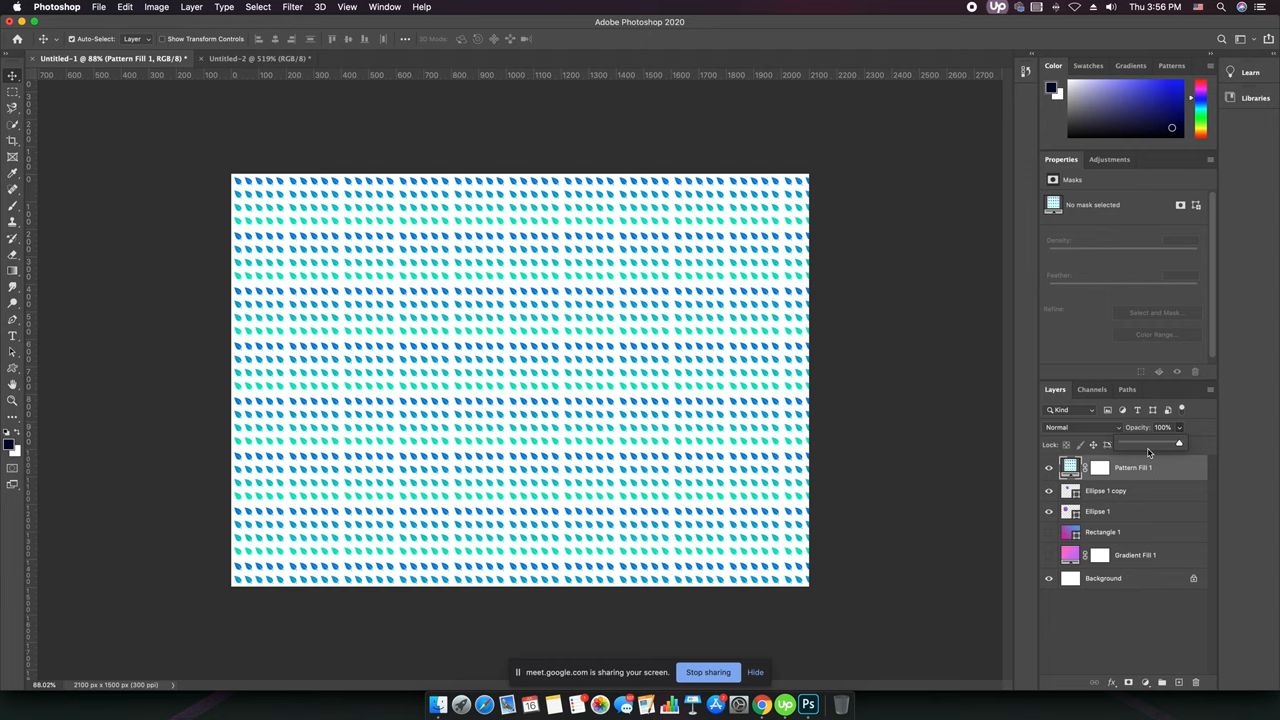 Photoshop File Edit Image Layer Type Select Filter 3D View Window Help
Up
Thu 3:56 PM
Adobe Photoshop 2020
Auto-Select: Layer Show Transform Controls 3D Mode:
Untitled-1 @ 88% (Pattern Fill 1, RGB/8) * Untitled-2 @ 519% (RGB/8) *
Color Swatches Gradients Patterns
Learn
Libraries
Properties Adjustments
Masks
No mask selected
Density:
Feather:
Refine: Select and Mask...
Color Range...
Layers Channels Paths
Kind
Normal Opacity: 100%
Lock:
Pattern Fill 1
Ellipse 1 copy
Ellipse 1
Rectangle 1
Gradient Fill 1
Background
meet.google.com is sharing your screen. Stop sharing Hide
88.02% 2100 px x 1500 px (300 ppi)